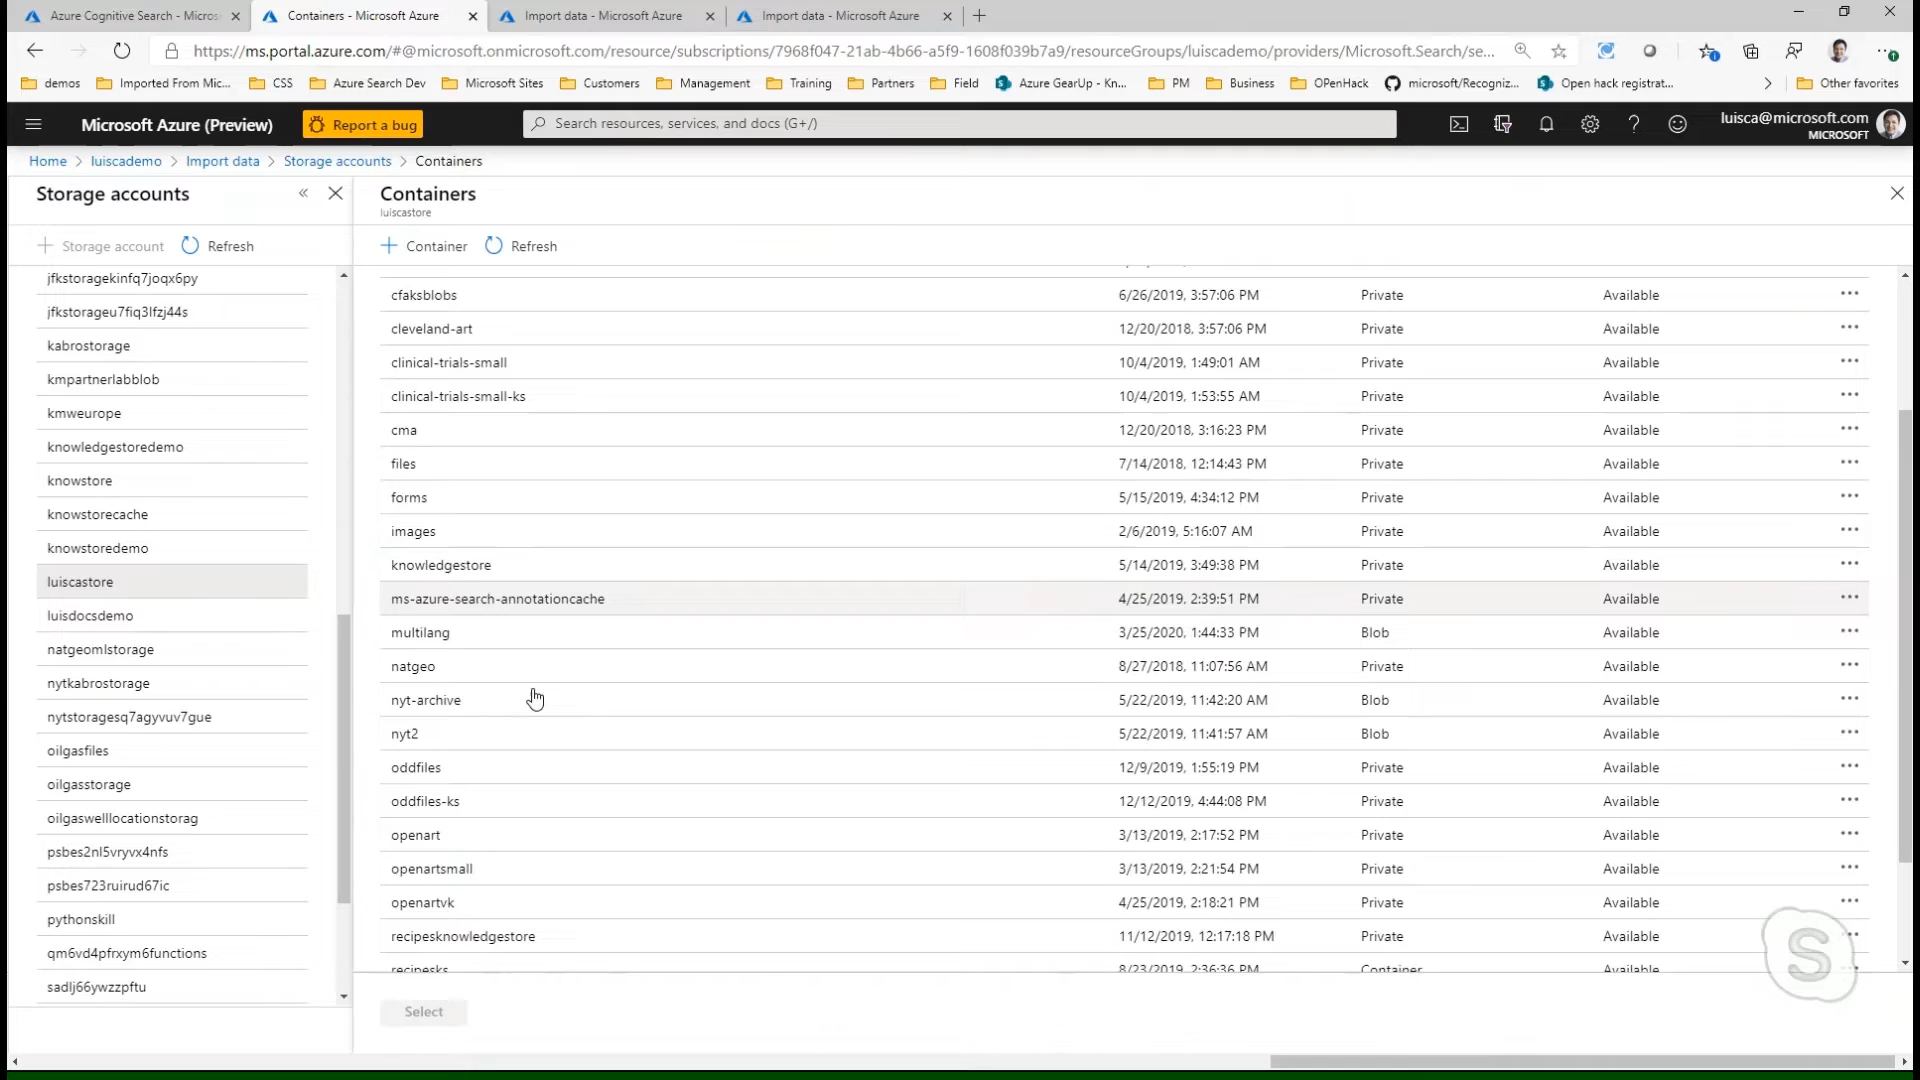 Azure Cognitive Search - Micros
Containers - Microsoft Azure
Import data - Microsoft Azure
Import data - Microsoft Azure
https://ms.portal.azure.com/#@microsoft.onmicrosoft.com/resource/subscriptions/7968f047-21ab-4b66-a5f9-1608f039b7a9/resourceGroups/luiscademo/providers/Microsoft.Search/se...
demos Imported From Mic... CSS Azure Search Dev Microsoft Sites Customers Management Training Partners Field Azure GearUp - Kn... PM Business OPenHack microsoft/Recogniz... Open hack registrat... Other favorites
Microsoft Azure (Preview) Report a bug Search resources, services, and docs (G+/) luisca@microsoft.com
MICROSOFT
Home > luiscademo > Import data > Storage accounts > Containers
Storage accounts
Storage account Refresh
jfkstoragekinfq7joqx6py
jfkstorageu7fiq3lfzj44s
kabrostorage
kmpartnerlabblob
kmweurope
knowledgestoredemo
knowstore
knowstorecache
knowstoredemo
luiscastore
luisdocsdemo
natgeomlstorage
nytkabrostorage
nytstoragesq7agyvuv7gue
oilgasfiles
oilgasstorage
oilgaswelllocationstorag
psbes2nl5vryvx4nfs
psbes723ruirud67ic
pythonskill
qm6vd4pfrxym6functions
sadlj66ywzzpftu
Containers
luiscastore
Container Refresh
cfaksblobs 6/26/2019, 3:57:06 PM Private Available
cleveland-art 12/20/2018, 3:57:06 PM Private Available
clinical-trials-small 10/4/2019, 1:49:01 AM Private Available
clinical-trials-small-ks 10/4/2019, 1:53:55 AM Private Available
cma 12/20/2018, 3:16:23 PM Private Available
files 7/14/2018, 12:14:43 PM Private Available
forms 5/15/2019, 4:34:12 PM Private Available
images 2/6/2019, 5:16:07 AM Private Available
knowledgestore 5/14/2019, 3:49:38 PM Private Available
ms-azure-search-annotationcache 4/25/2019, 2:39:51 PM Private Available
multilang 3/25/2020, 1:44:33 PM Blob Available
natgeo 8/27/2018, 11:07:56 AM Private Available
nyt-archive 5/22/2019, 11:42:20 AM Blob Available
nyt2 5/22/2019, 11:41:57 AM Blob Available
oddfiles 12/9/2019, 1:55:19 PM Private Available
oddfiles-ks 12/12/2019, 4:44:08 PM Private Available
openart 3/13/2019, 2:17:52 PM Private Available
openartsmall 3/13/2019, 2:21:54 PM Private Available
openartvk 4/25/2019, 2:18:21 PM Private Available
recipesknowledgestore 11/12/2019, 12:17:18 PM Private Available
recipesks 8/23/2019, 2:36:36 PM Container Available
Select